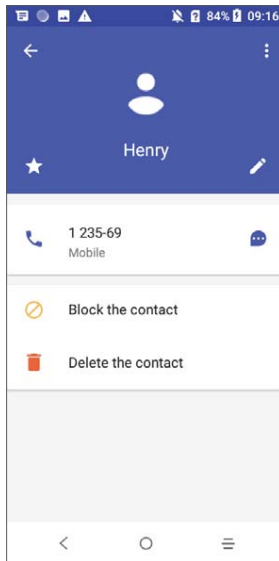 84% 09:16
Henry
1 235-69
Mobile
Block the contact
Delete the contact